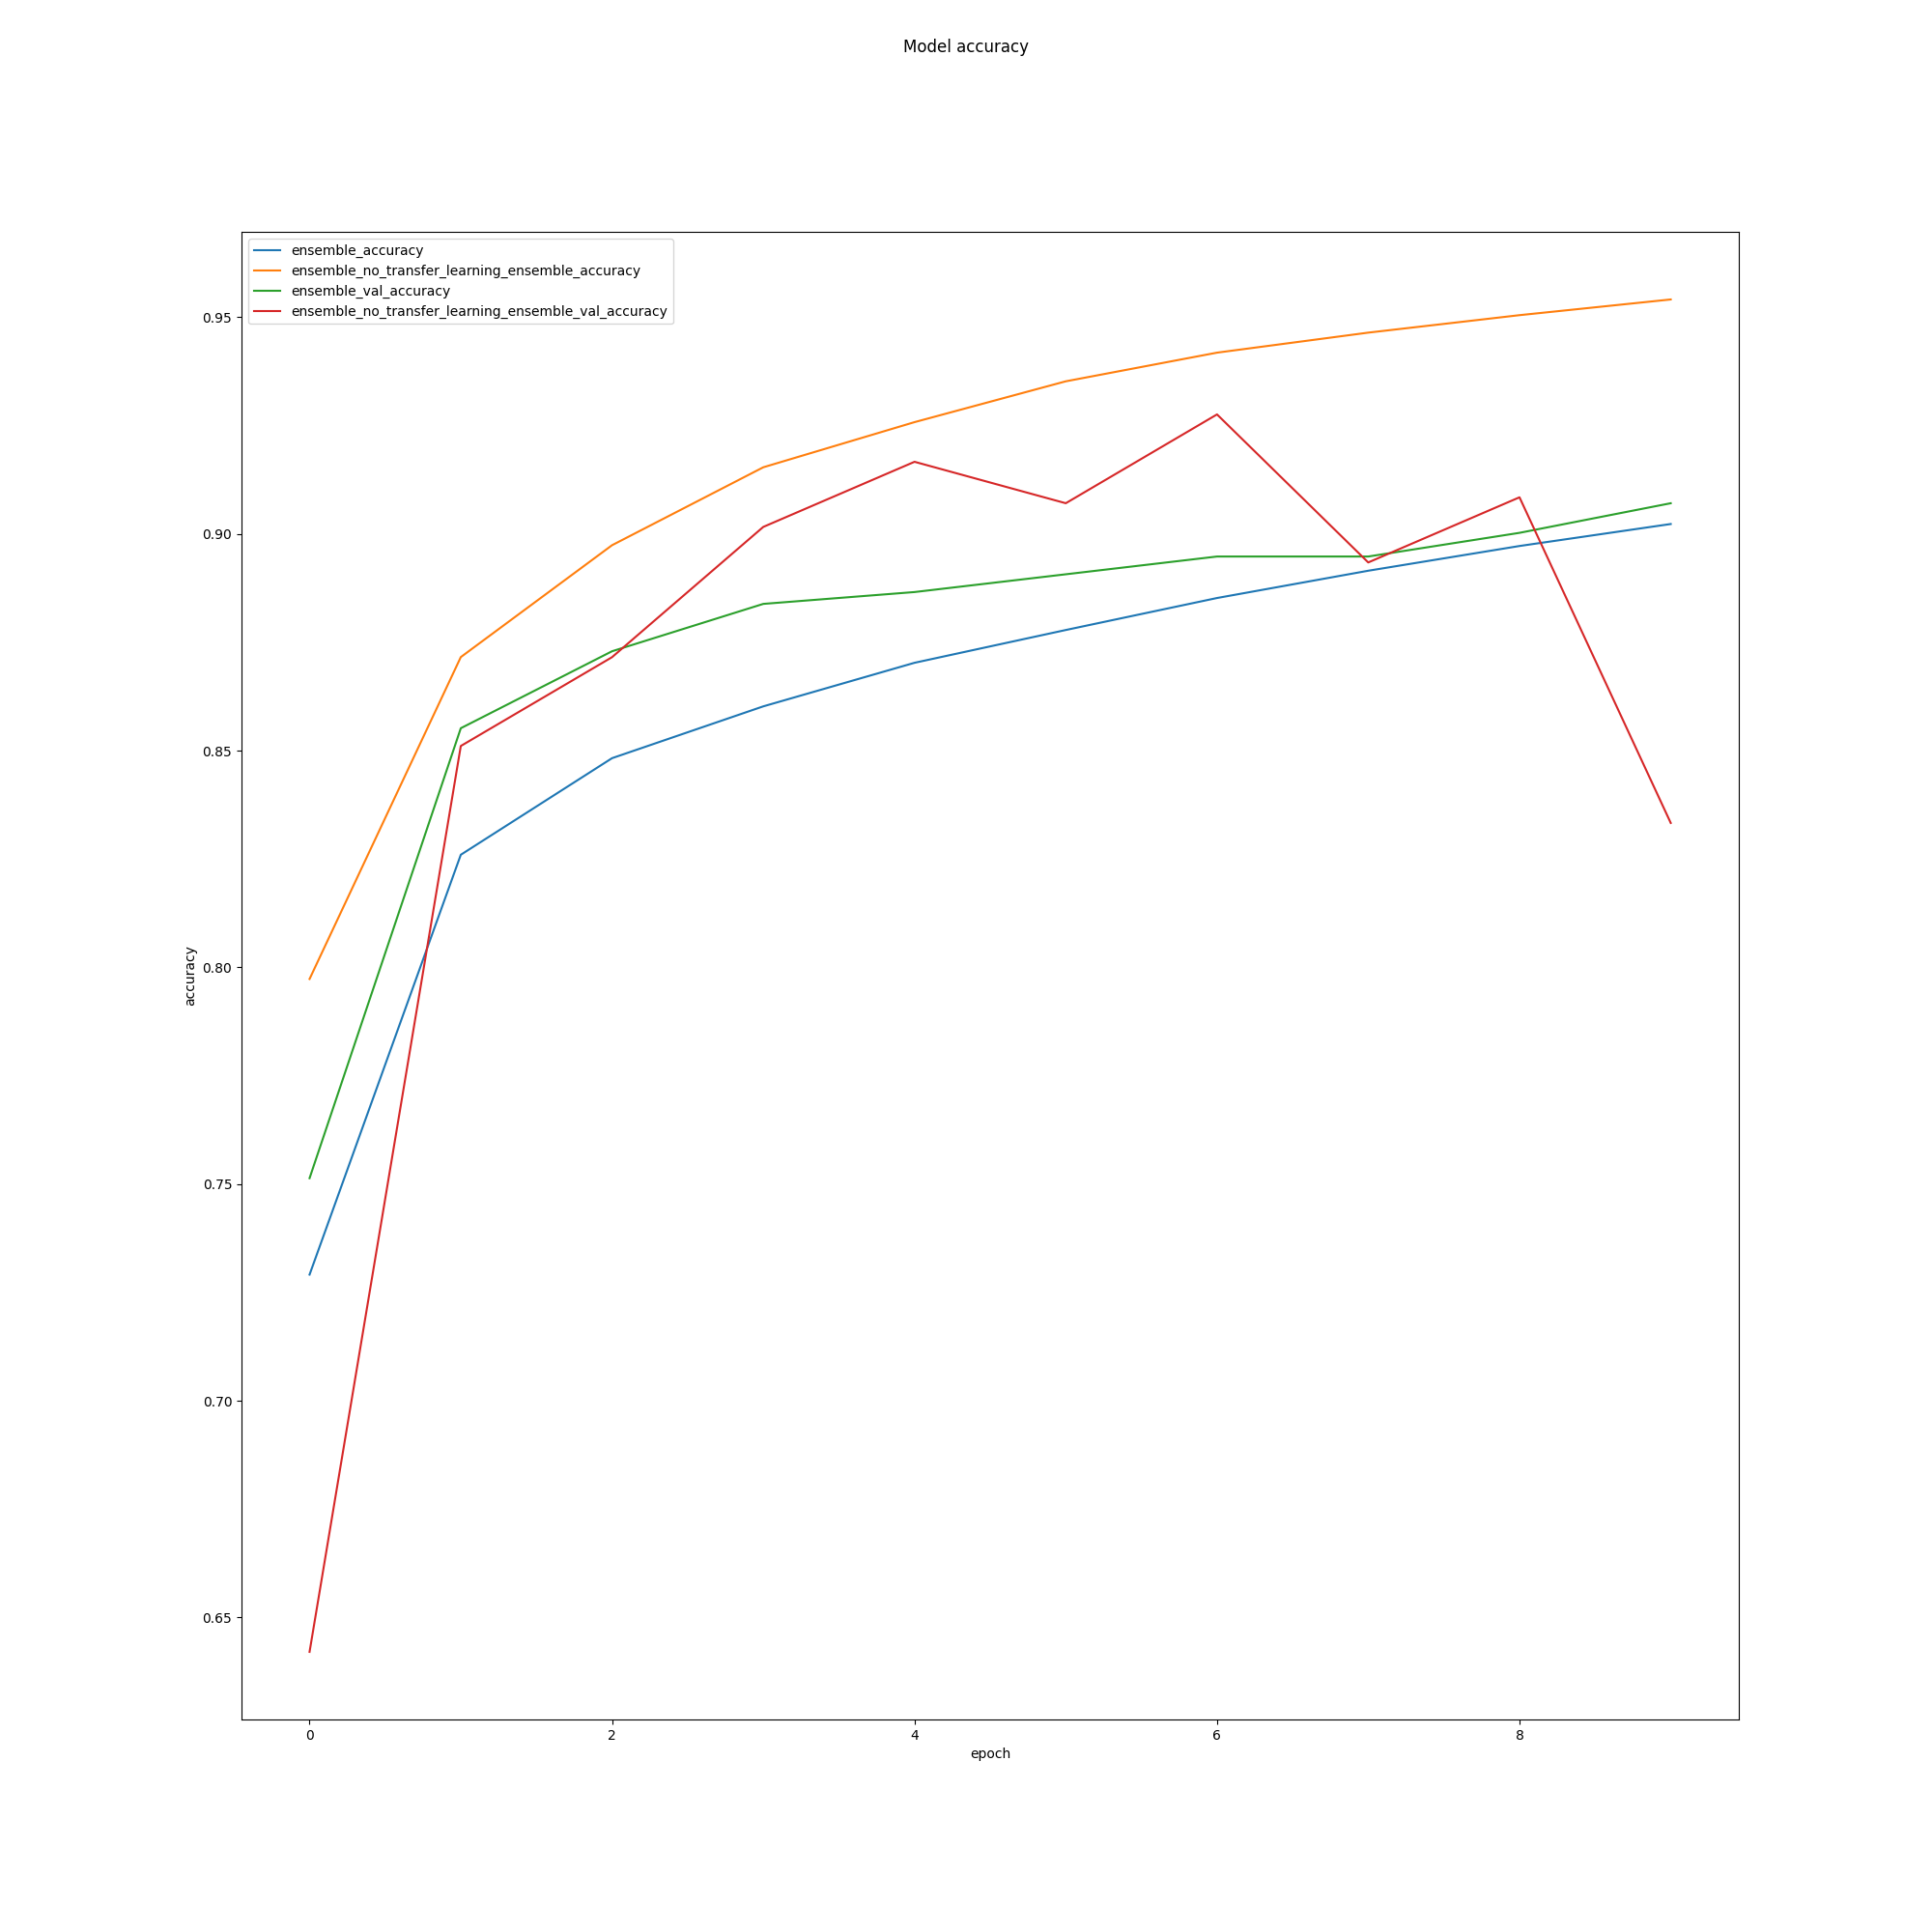 Model accuracy
ensemble_accuracy
ensemble_no_transfer_learning_ensemble_accuracy
ensemble_val_accuracy
ensemble_no_transfer_learning_ensemble_val_accuracy
0.95
0.90
0.85
0.80
0.75
0.70
0.65
accuracy
0 2 4 6 8
epoch